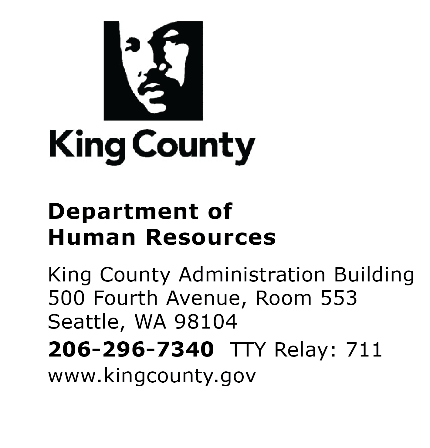 King County
Department of
Human Resources
King County Administration Building
500 Fourth Avenue, Room 553
Seattle, WA 98104
206-296-7340 TTY Relay: 711
www.kingcounty.gov